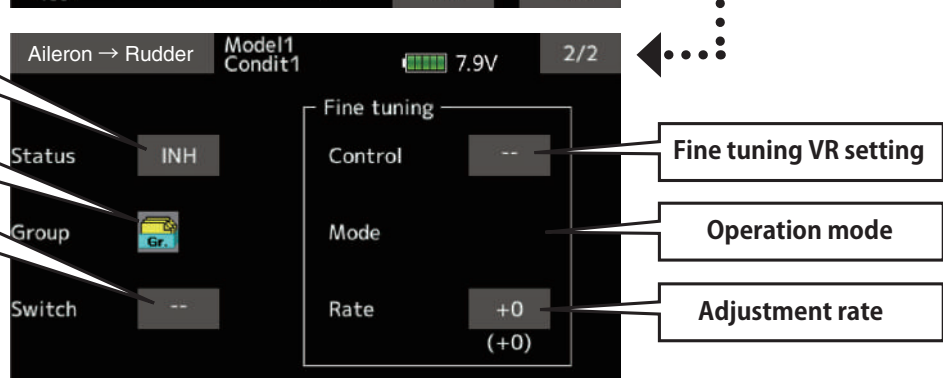 Aileron → Rudder
Model1
Condit1
7.9V
2/2
Fine tuning
Status
INH
Control
--
Fine tuning VR setting
Group
Gr.
Mode
Operation mode
Switch
--
Rate
+0
(+0)
Adjustment rate